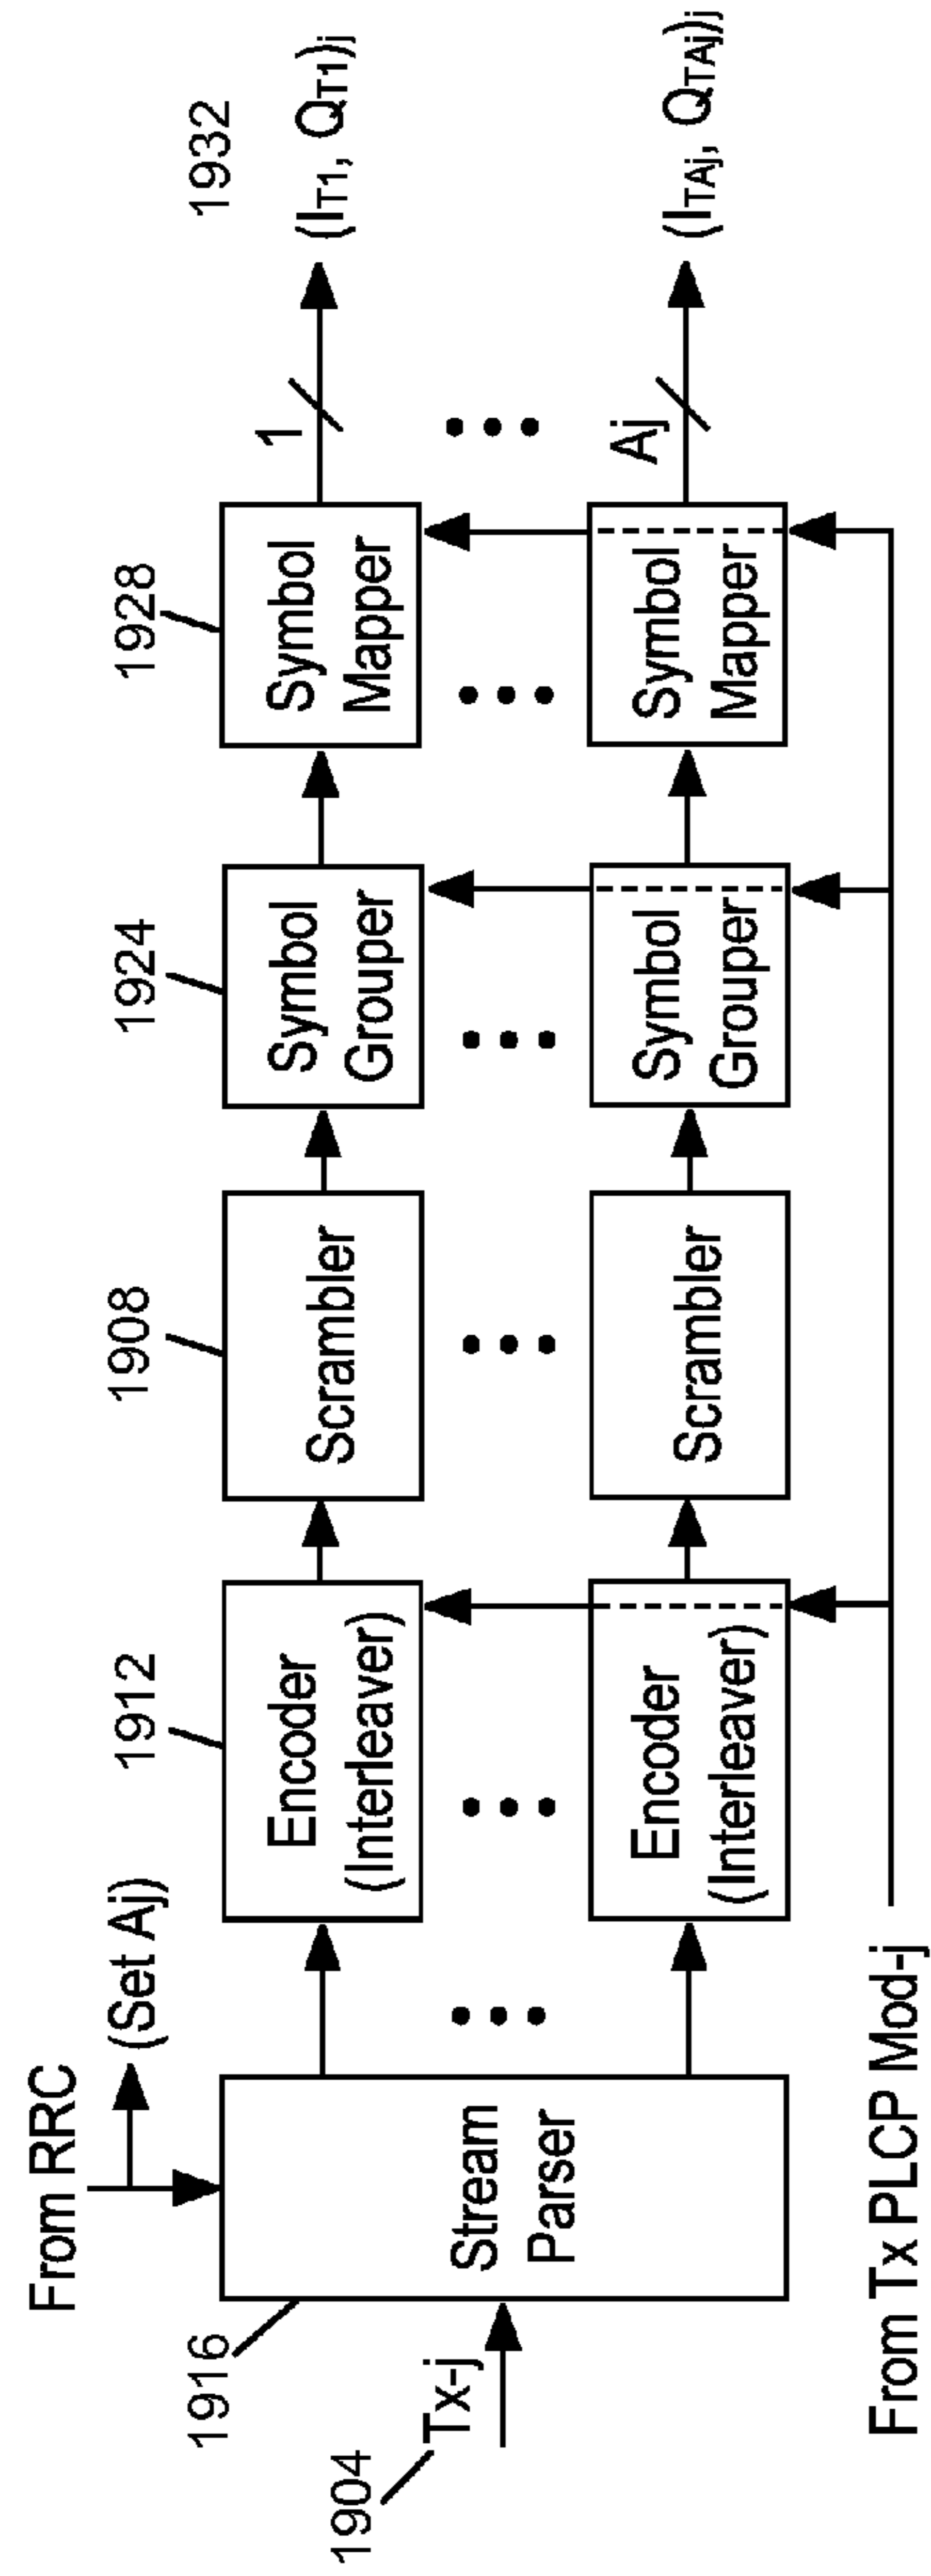 From RRC
(Set Aj)
1916
1904
Tx-j
Stream
Parser
1912
Encoder
(Interleaver)
1908
Scrambler
1924
Symbol
Grouper
1928
Symbol
Mapper
1
1932
(IT1, QT1)j
Encoder
(Interleaver)
Scrambler
Symbol
Grouper
Symbol
Mapper
Aj
(ITAj, QTAj)j
From Tx PLCP Mod-j